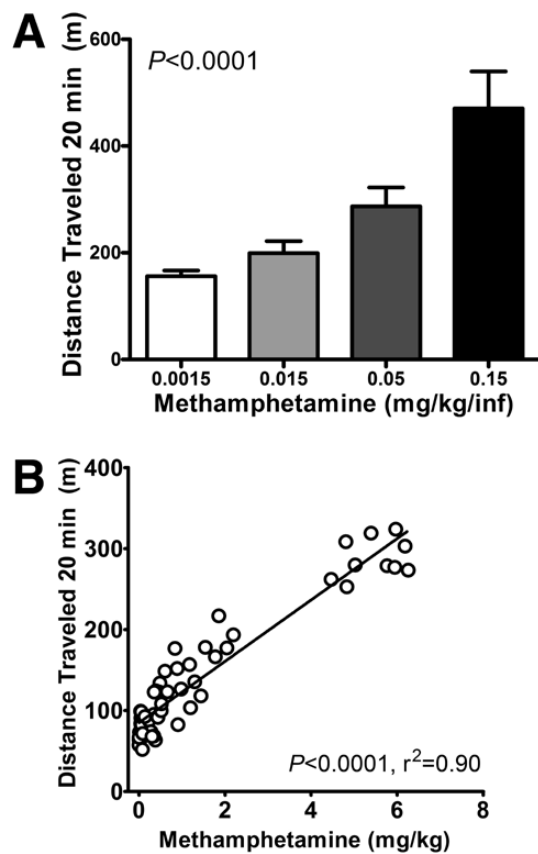 A
Distance Traveled 20 min (m)
600
400
200
0
P<0.0001
0.0015 0.015 0.05 0.15
Methamphetamine (mg/kg/inf)
B
Distance Traveled 20 min (m)
400
300
200
100
0
P<0.0001, r²=0.90
0 2 4 6 8
Methamphetamine (mg/kg)